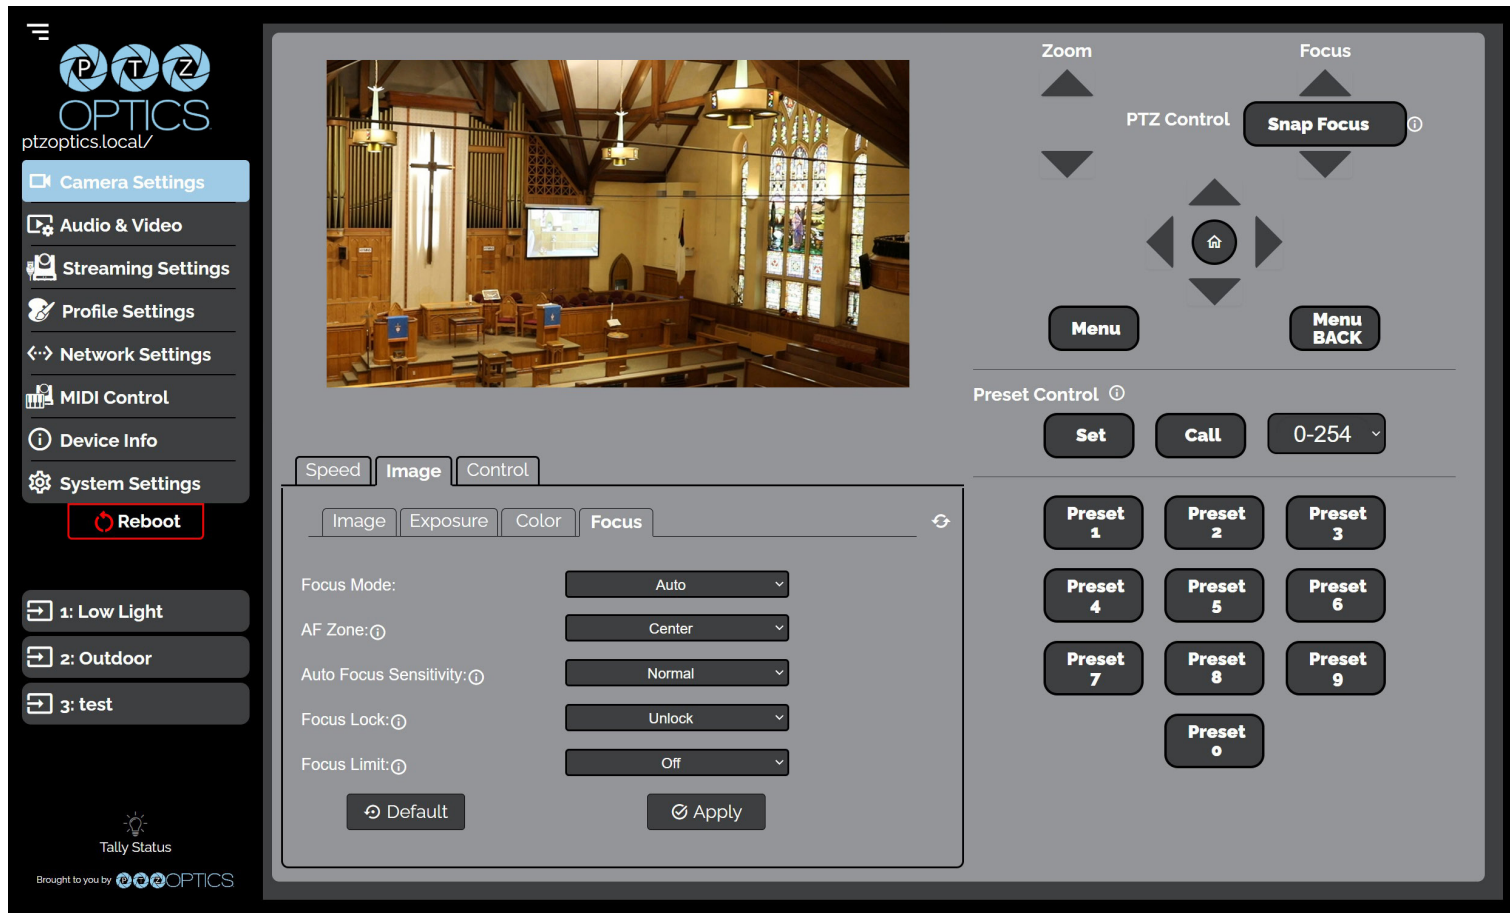 PTZ
OPTICS
ptzoptics.local/
Camera Settings
Audio & Video
Streaming Settings
Profile Settings
Network Settings
MIDI Control
Device Info
System Settings
Reboot
1: Low Light
2: Outdoor
3: test
Tally Status
Brought to you by PTZ OPTICS
Speed Image Control
Image Exposure Color Focus
Focus Mode: Auto
AF Zone: Center
Auto Focus Sensitivity: Normal
Focus Lock: Unlock
Focus Limit: Off
Default Apply
Zoom Focus
PTZ Control Snap Focus
Menu
Menu
BACK
Preset Control
Set Call 0-254
Preset
1
Preset
2
Preset
3
Preset
4
Preset
5
Preset
6
Preset
7
Preset
8
Preset
9
Preset
0